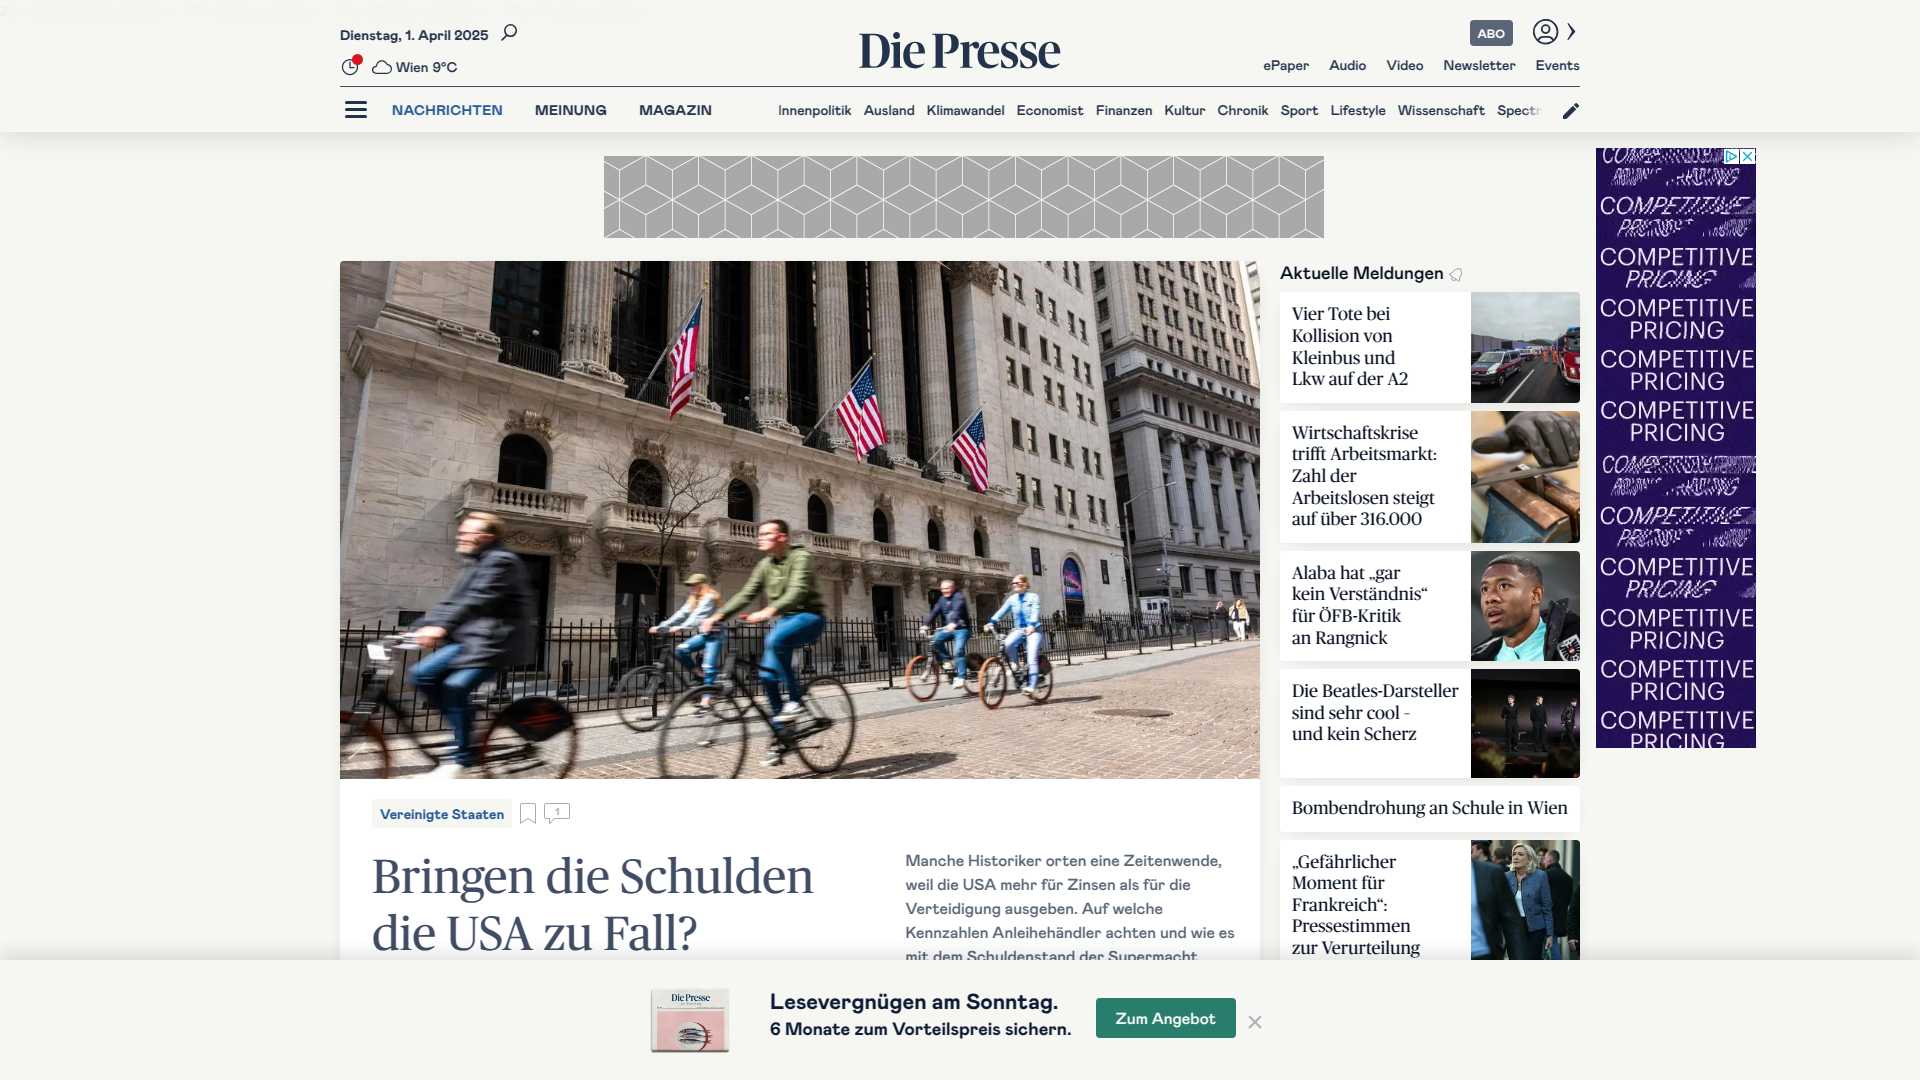 Dienstag, 1. April 2025
Wien 9°C
Die Presse
ABO
ePaper Audio Video Newsletter Events
NACHRICHTEN MEINUNG MAGAZIN
Innenpolitik Ausland Klimawandel Economist Finanzen Kultur Chronik Sport Lifestyle Wissenschaft Spectr
Vereinigte Staaten
1
Bringen die Schulden
die USA zu Fall?
Manche Historiker orten eine Zeitenwende,
weil die USA mehr für Zinsen als für die
Verteidigung ausgeben. Auf welche
Kennzahlen Anleihehändler achten und wie es
mit dem Schuldenstand der Supermacht
Aktuelle Meldungen
Vier Tote bei
Kollision von
Kleinbus und
Lkw auf der A2
Wirtschaftskrise
trifft Arbeitsmarkt:
Zahl der
Arbeitslosen steigt
auf über 316.000
Alaba hat „gar
kein Verständnis“
für ÖFB-Kritik
an Rangnick
Die Beatles-Darsteller
sind sehr cool –
und kein Scherz
Bombendrohung an Schule in Wien
„Gefährlicher
Moment für
Frankreich“:
Pressestimmen
zur Verurteilung
COMPETITIVE
PRICING
COMPETITIVE
PRICING
COMPETITIVE
PRICING
COMPETITIVE
PRICING
COMPETITIVE
PRICING
COMPETITIVE
COMPETITIVE
PRICING
COMPETITIVE
PRICING
COMPETITIVE
PRICING
COMPETITIVE
PRICING
Die Presse
Lesevergnügen am Sonntag.
6 Monate zum Vorteilspreis sichern.
Zum Angebot